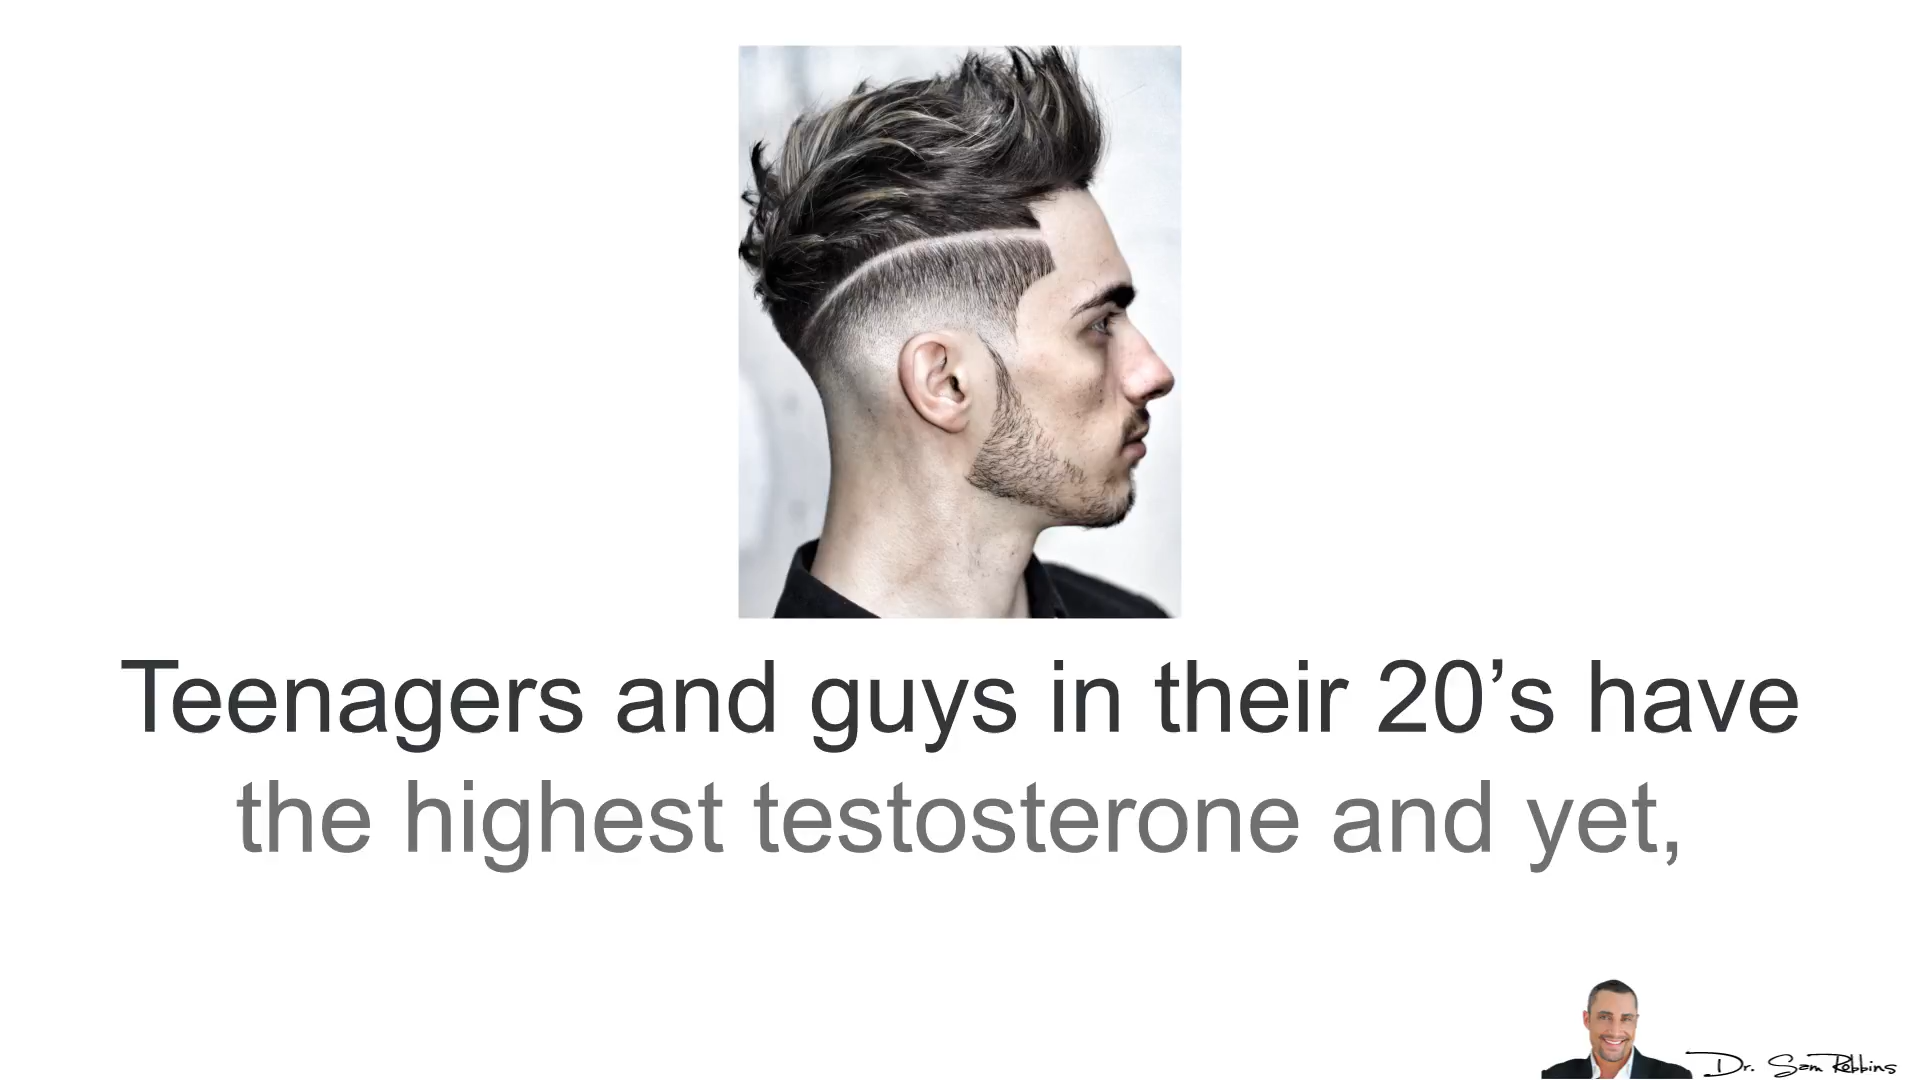 Teenagers and guys in their 20’s have
the highest testosterone and yet,
Dr. Sam Robbins